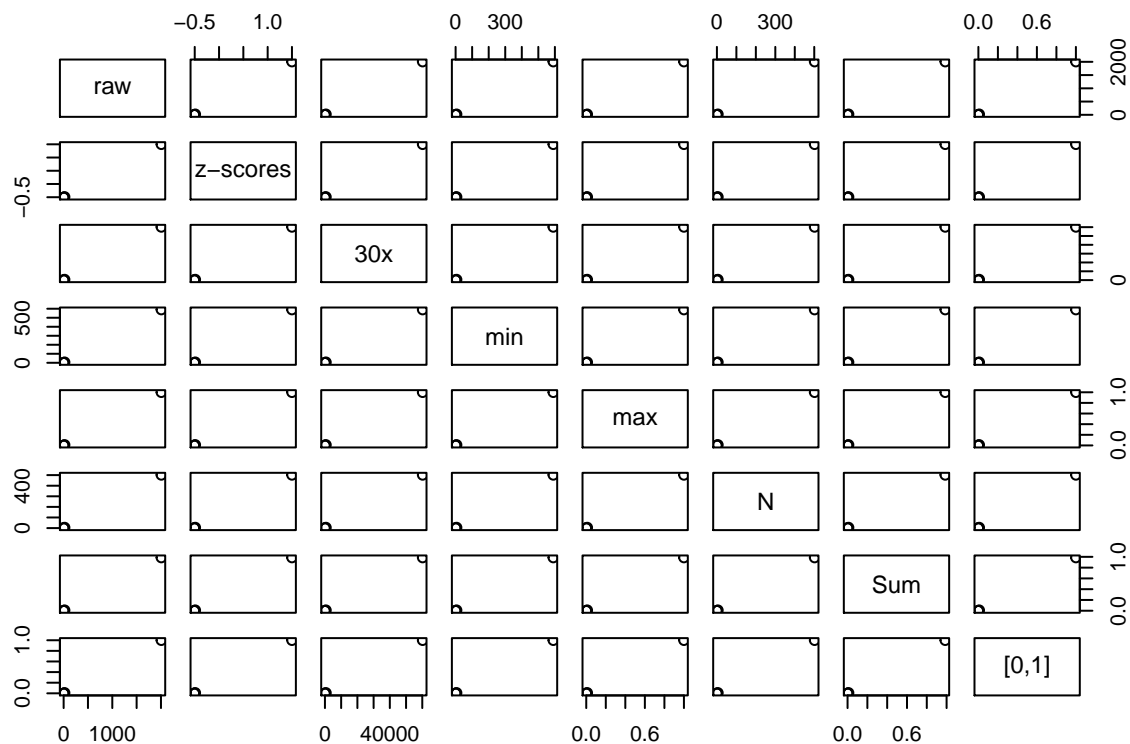 −0.5 1.0 0 300 0 300 0.0 0.6
raw 0 2000
−0.5 z−scores
30x 0
0 500 min
max 0.0 1.0
0 400 N
Sum 0.0 1.0
0.0 1.0 [0,1]
0 1000 0 40000 0.0 0.6 0.0 0.6